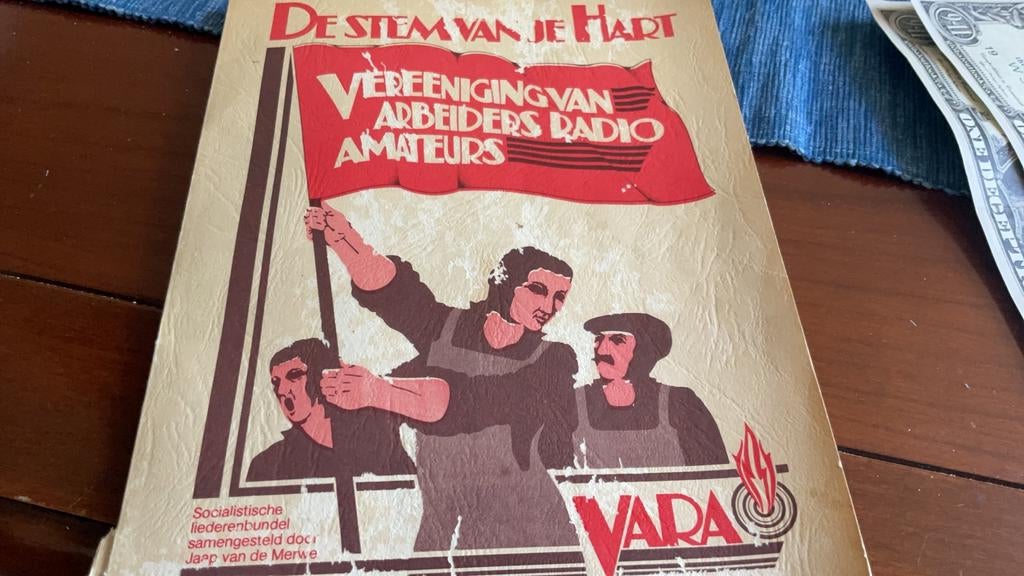 DE STEM VAN JE HART
VEREENIGING VAN
ARBEIDERS RADIO
AMATEURS
VARA
Socialistische
liederenbundel
samengesteld door
Jaap van de Merwe